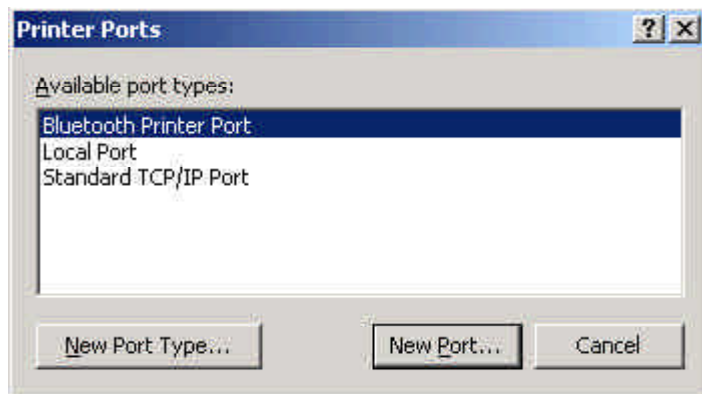 Printer Ports
? X
Available port types:
Bluetooth Printer Port
Local Port
Standard TCP/IP Port
New Port Type... New Port... Cancel